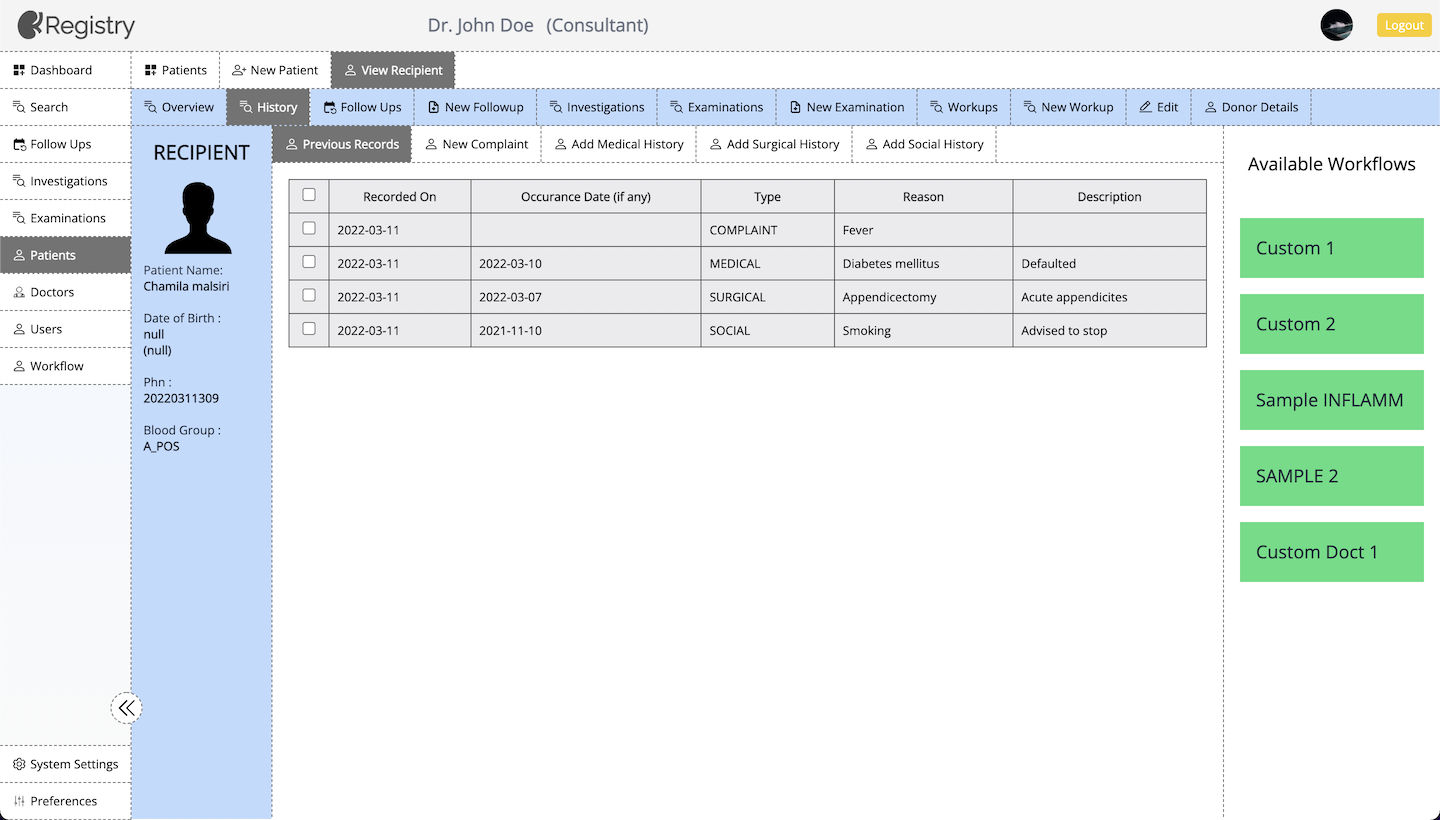 Registry
Dr. John Doe (Consultant)
Logout
Dashboard
Patients
New Patient
View Recipient
Search
Overview
History
Follow Ups
New Followup
Investigations
Examinations
New Examination
Workups
New Workup
Edit
Donor Details
Follow Ups
Investigations
Examinations
Patients
Doctors
Users
Workflow
System Settings
Preferences
RECIPIENT
Patient Name:
Chamila malsiri
Date of Birth :
null
(null)
Phn :
20220311309
Blood Group :
A_POS
Previous Records
New Complaint
Add Medical History
Add Surgical History
Add Social History
Recorded On Occurance Date (if any) Type Reason Description
2022-03-11 COMPLAINT Fever
2022-03-11 2022-03-10 MEDICAL Diabetes mellitus Defaulted
2022-03-11 2022-03-07 SURGICAL Appendicectomy Acute appendicites
2022-03-11 2021-11-10 SOCIAL Smoking Advised to stop
Available Workflows
Custom 1
Custom 2
Sample INFLAMM
SAMPLE 2
Custom Doct 1